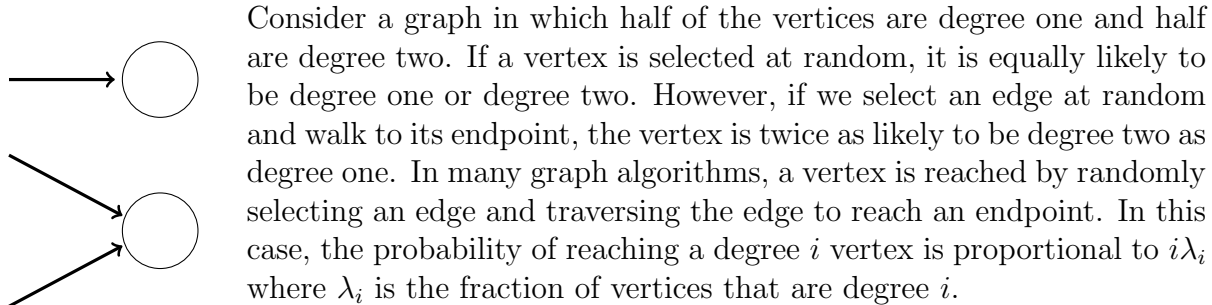 Consider a graph in which half of the vertices are degree one and half
are degree two. If a vertex is selected at random, it is equally likely to
be degree one or degree two. However, if we select an edge at random
and walk to its endpoint, the vertex is twice as likely to be degree two as
degree one. In many graph algorithms, a vertex is reached by randomly
selecting an edge and traversing the edge to reach an endpoint. In this
case, the probability of reaching a degree i vertex is proportional to iλᵢ
where λᵢ is the fraction of vertices that are degree i.